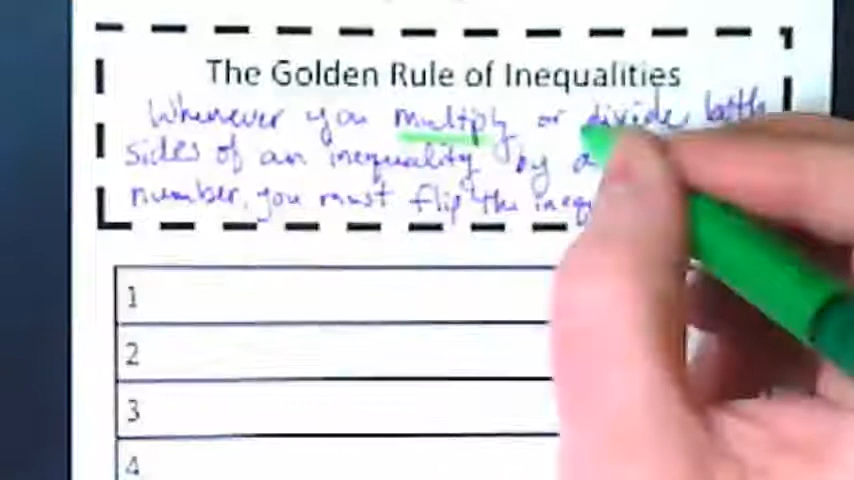 The Golden Rule of Inequalities
Whenever you multiply or divide both
sides of an inequality by a
number, you must flip the
1
2
3
4